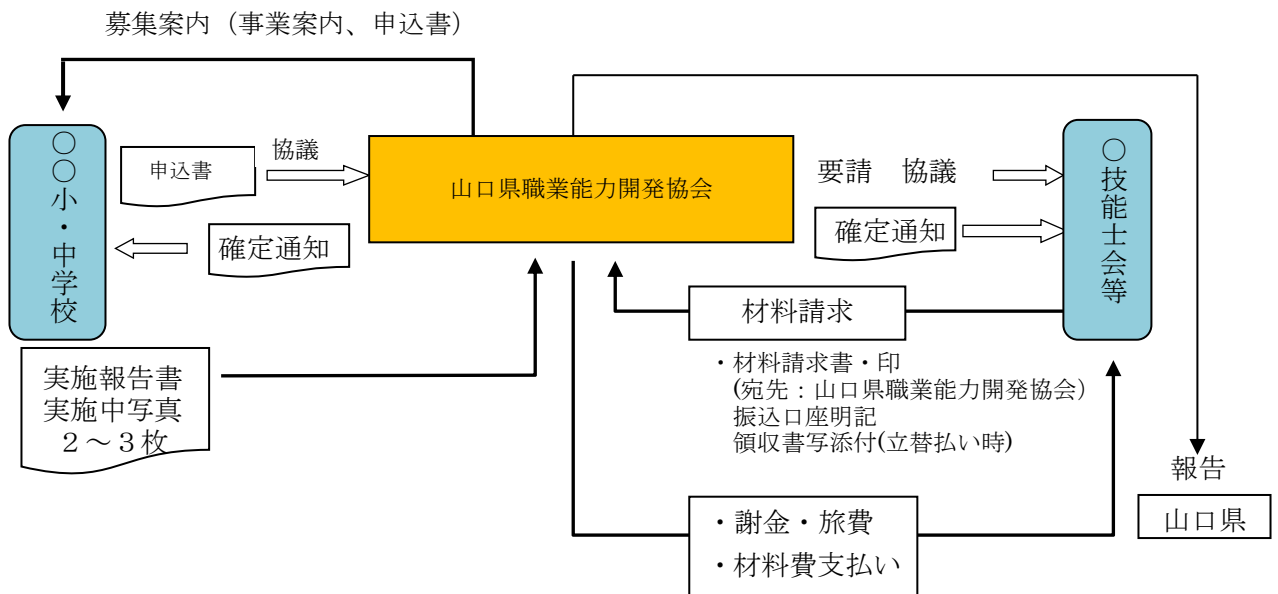 募集案内（事業案内、申込書）
○○小・中学校
申込書
協議
確定通知
山口県職業能力開発協会
要請　協議
確定通知
○技能士会等
材料請求
・材料請求書・印
(宛先：山口県職業能力開発協会）
振込口座明記
領収書写添付(立替払い時)
実施報告書
実施中写真
２～３枚
・謝金・旅費
・材料費支払い
報告
山口県